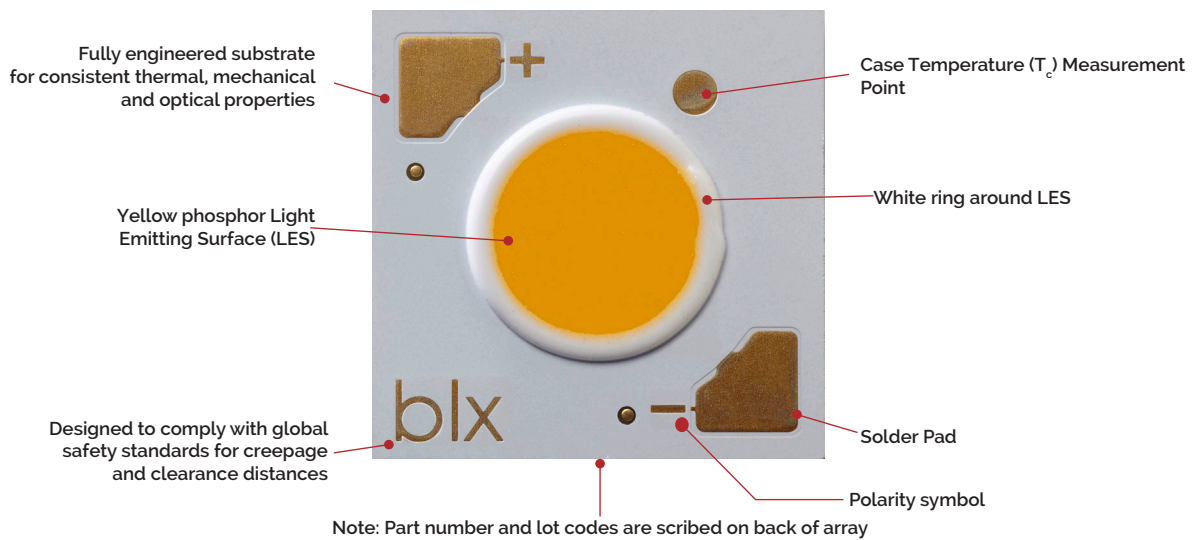 Fully engineered substrate
for consistent thermal, mechanical
and optical properties
+
Case Temperature (Tc) Measurement
Point
White ring around LES
Yellow phosphor Light
Emitting Surface (LES)
blx
−
Designed to comply with global
safety standards for creepage
and clearance distances
Solder Pad
Polarity symbol
Note: Part number and lot codes are scribed on back of array